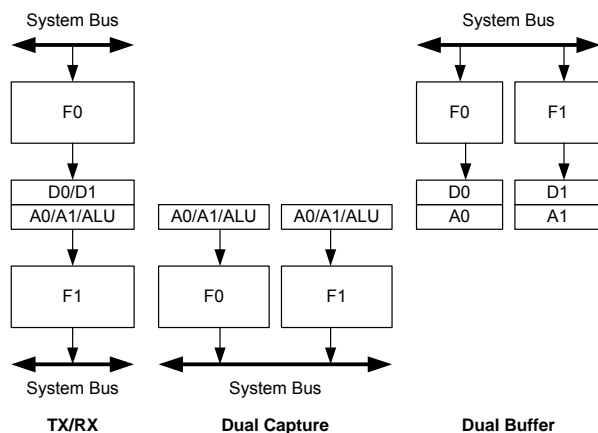 System Bus
System Bus
F0
F0
F1
D0/D1
A0/A1/ALU
D0
A0
D1
A1
A0/A1/ALU
A0/A1/ALU
F1
F0
F1
System Bus
System Bus
TX/RX
Dual Capture
Dual Buffer